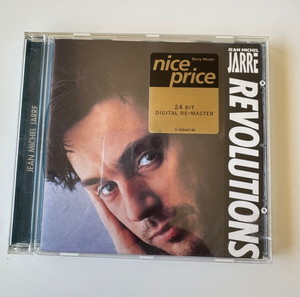 JEAN MICHEL JARRE
Sony Music
nice
price
24 BIT
DIGITAL RE-MASTER
JEAN MICHEL
JARRE
REVOLUTIONS